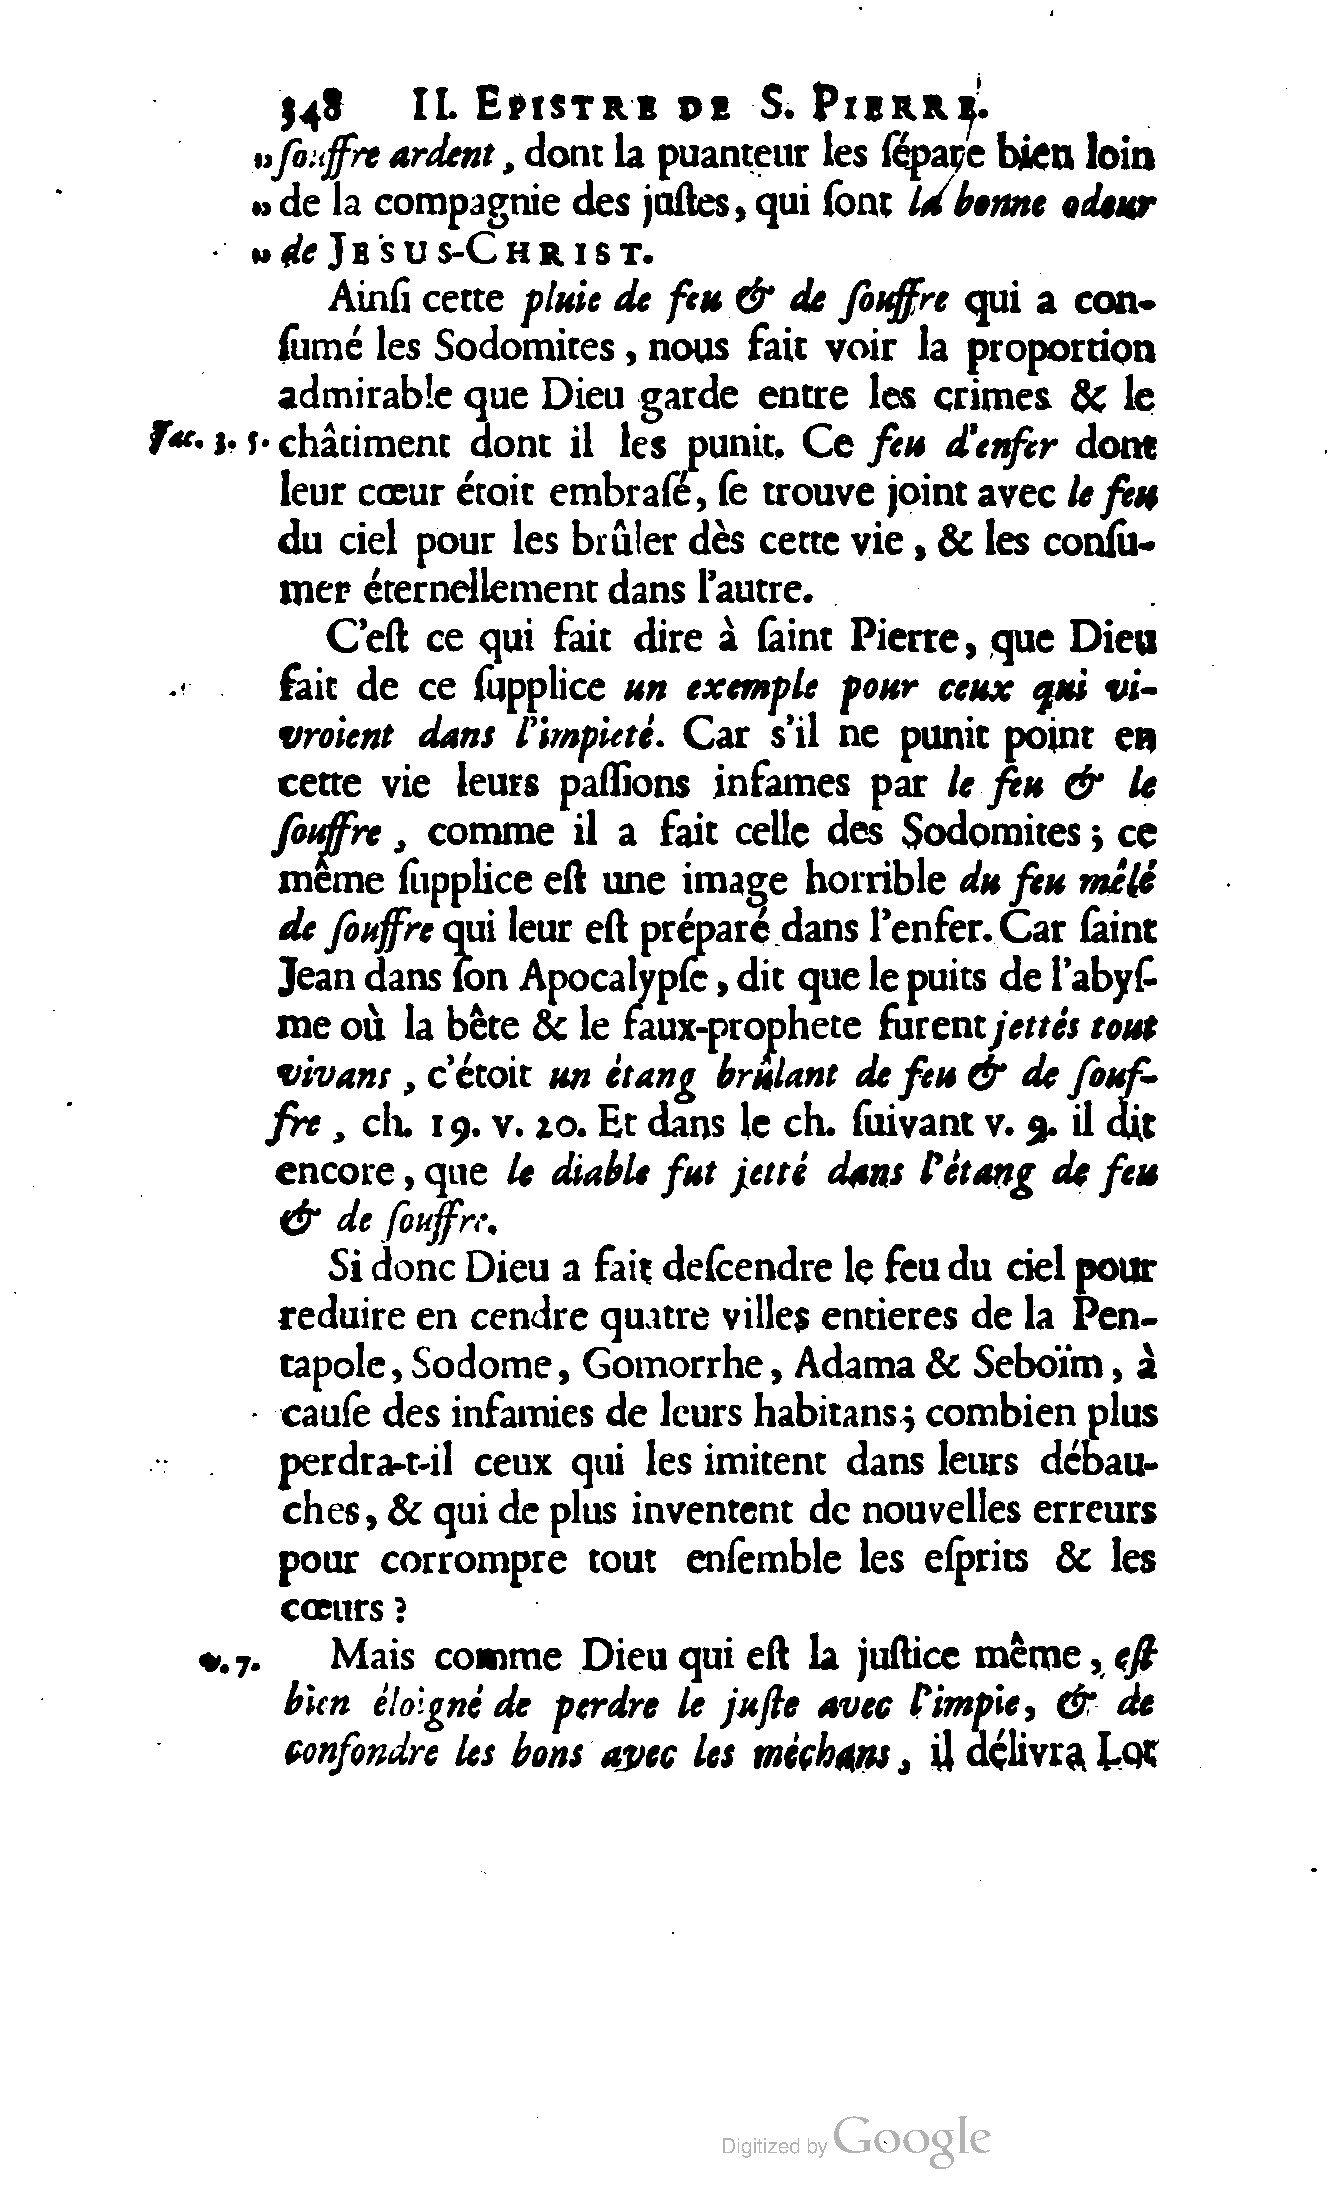 348 II. EPISTRE DE S. PIERRE.
„ ſouffre ardent, dont la puanteur les ſépare bien loin
„ de la compagnie des juſtes, qui ſont la bonne odeur
„ de JESUS-CHRIST.
Ainſi cette pluie de feu & de ſouffre qui a con-
ſumé les Sodomites, nous fait voir la proportion
admirable que Dieu garde entre les crimes & le
Jac. 3. 5. châtiment dont il les punit. Ce feu d'enfer dont
leur cœur étoit embraſé, ſe trouve joint avec le feu
du ciel pour les brûler dès cette vie, & les conſu-
mer éternellement dans l'autre.
C'eſt ce qui fait dire à ſaint Pierre, que Dieu
fait de ce ſupplice un exemple pour ceux qui vi-
vroient dans l'impieté. Car s'il ne punit point en
cette vie leurs paſſions infames par le feu & le
ſouffre, comme il a fait celle des Sodomites; ce
même ſupplice eſt une image horrible du feu mêlé
de ſouffre qui leur eſt préparé dans l'enfer. Car ſaint
Jean dans ſon Apocalypſe, dit que le puits de l'abyſ-
me où la bête & le faux-prophete furent jettés tout
vivans, c'étoit un étang brûlant de feu & de ſouf-
fre, ch. 19. v. 20. Et dans le ch. ſuivant v. 9. il dit
encore, que le diable fut jetté dans l'étang de feu
& de ſouffre.
Si donc Dieu a fait deſcendre le feu du ciel pour
reduire en cendre quatre villes entieres de la Pen-
tapole, Sodome, Gomorrhe, Adama & Seboïm, à
cauſe des infamies de leurs habitans; combien plus
perdra-t-il ceux qui les imitent dans leurs débau-
ches, & qui de plus inventent de nouvelles erreurs
pour corrompre tout enſemble les eſprits & les
cœurs?
v. 7. Mais comme Dieu qui eſt la juſtice même, eſt
bien éloigné de perdre le juſte avec l'impie, & de
confondre les bons avec les méchans, il délivra Lot
Digitized by Google